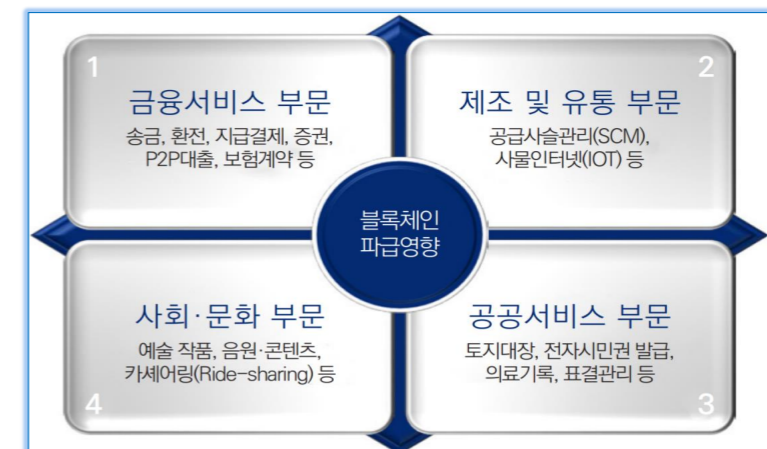 1
금융서비스 부문
송금, 환전, 지급결제, 증권,
P2P대출, 보험계약 등
2
제조 및 유통 부문
공급사슬관리(SCM),
사물인터넷(IOT) 등
블록체인
파급영향
사회·문화 부문
예술 작품, 음원·콘텐츠,
카셰어링(Ride-sharing) 등
4
공공서비스 부문
토지대장, 전자시민권 발급,
의료기록, 표결관리 등
3